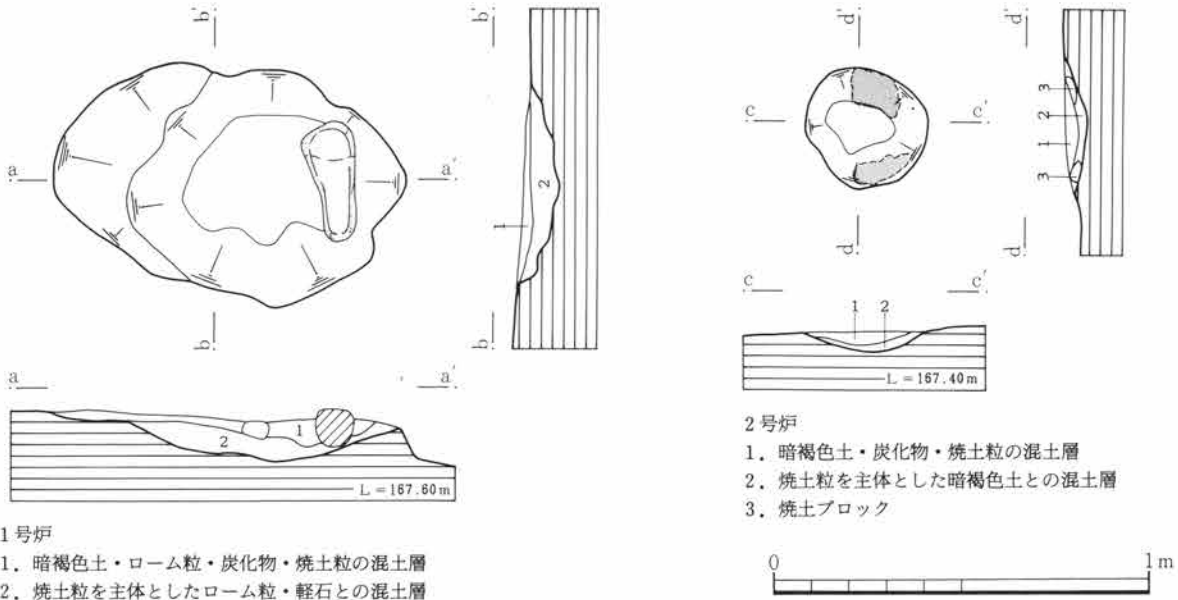 b b'
b b'
a a'
1
2
a a'
2 1
L=167.60m
1号炉
1. 暗褐色土・ローム粒・炭化物・焼土粒の混土層
2. 焼土粒を主体としたローム粒・軽石との混土層
d d'
d d'
c c'
3
2
1
3
c c'
1 2
L=167.40m
2号炉
1. 暗褐色土・炭化物・焼土粒の混土層
2. 焼土粒を主体とした暗褐色土との混土層
3. 焼土ブロック
0 1m